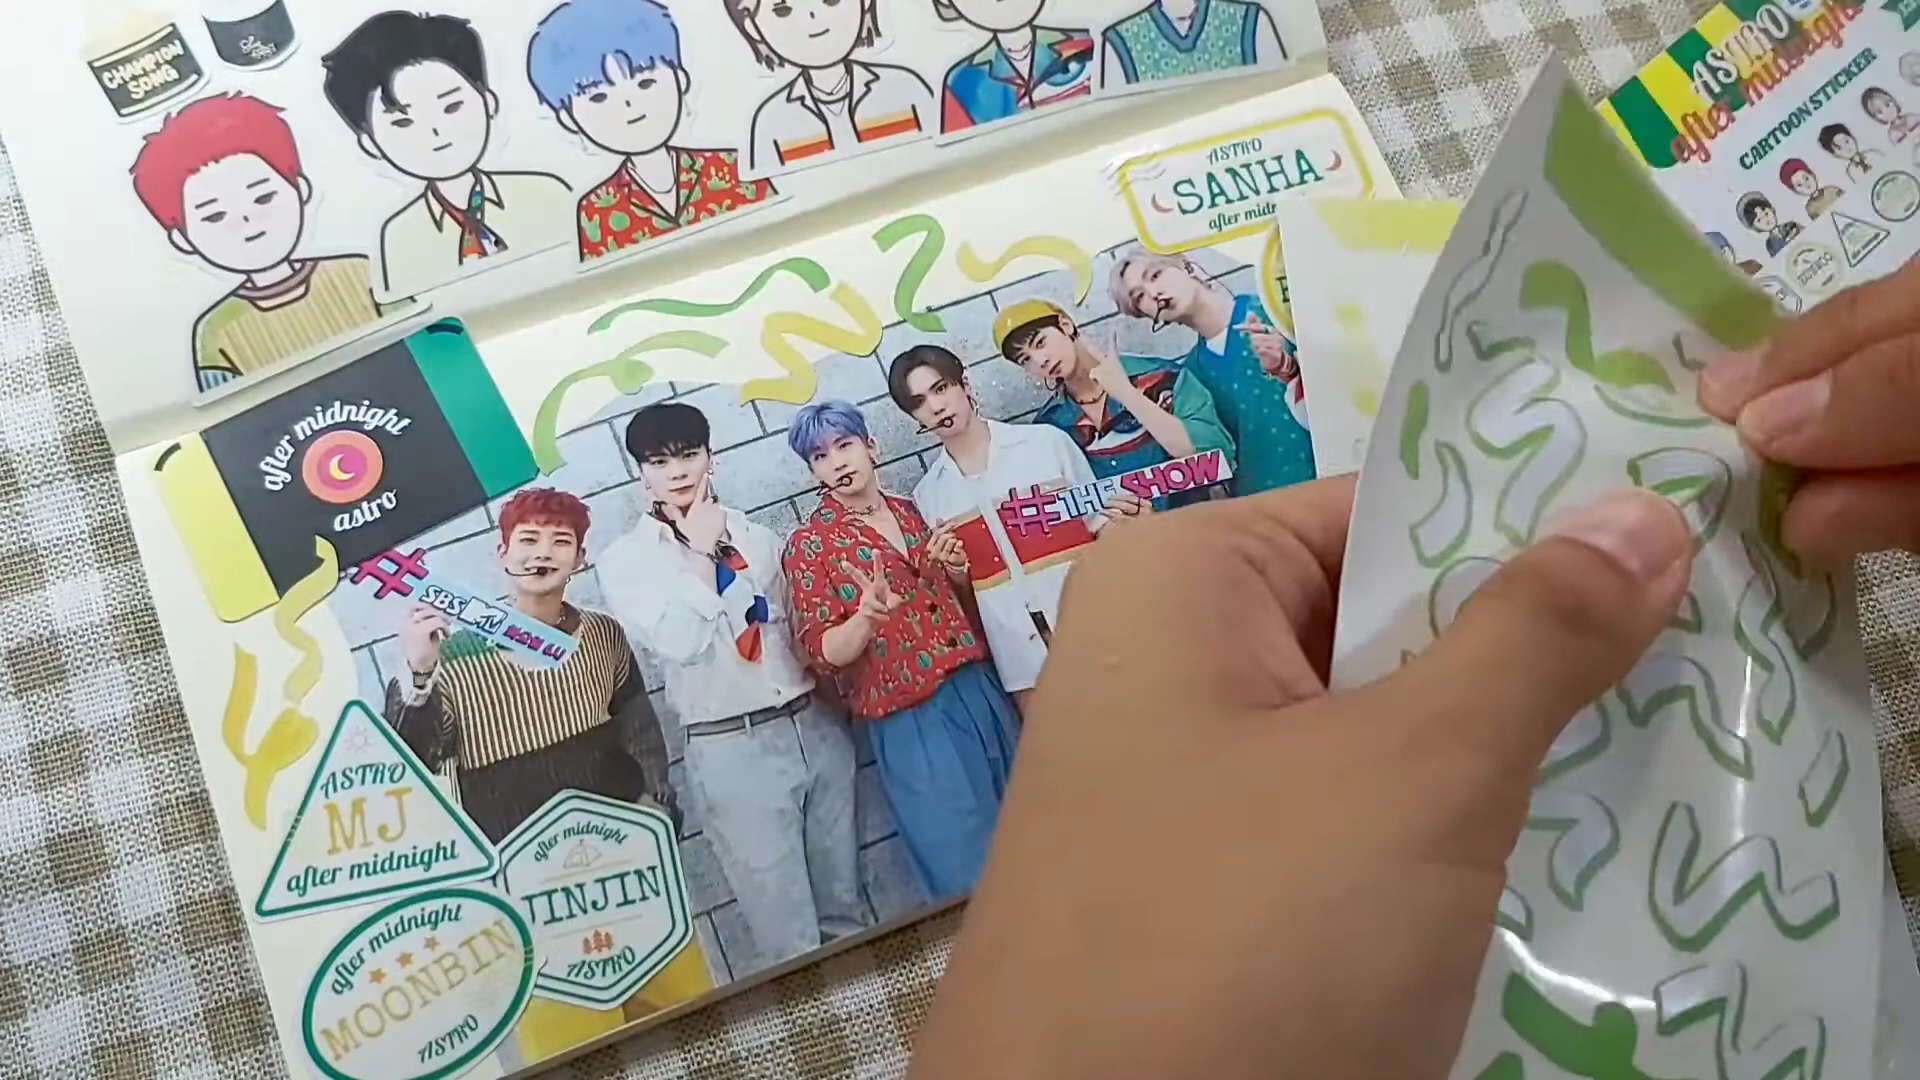 CHAMPION
SONG
ASTRO
after midnight
CARTOON STICKER
ASTRO
SANHA
after
after midnight
astro
#THE SHOW
#
SBS MTV
ASTRO
MJ
after midnight
after midnight
JINJIN
ASTRO
after midnight
MOONBIN
ASTRO